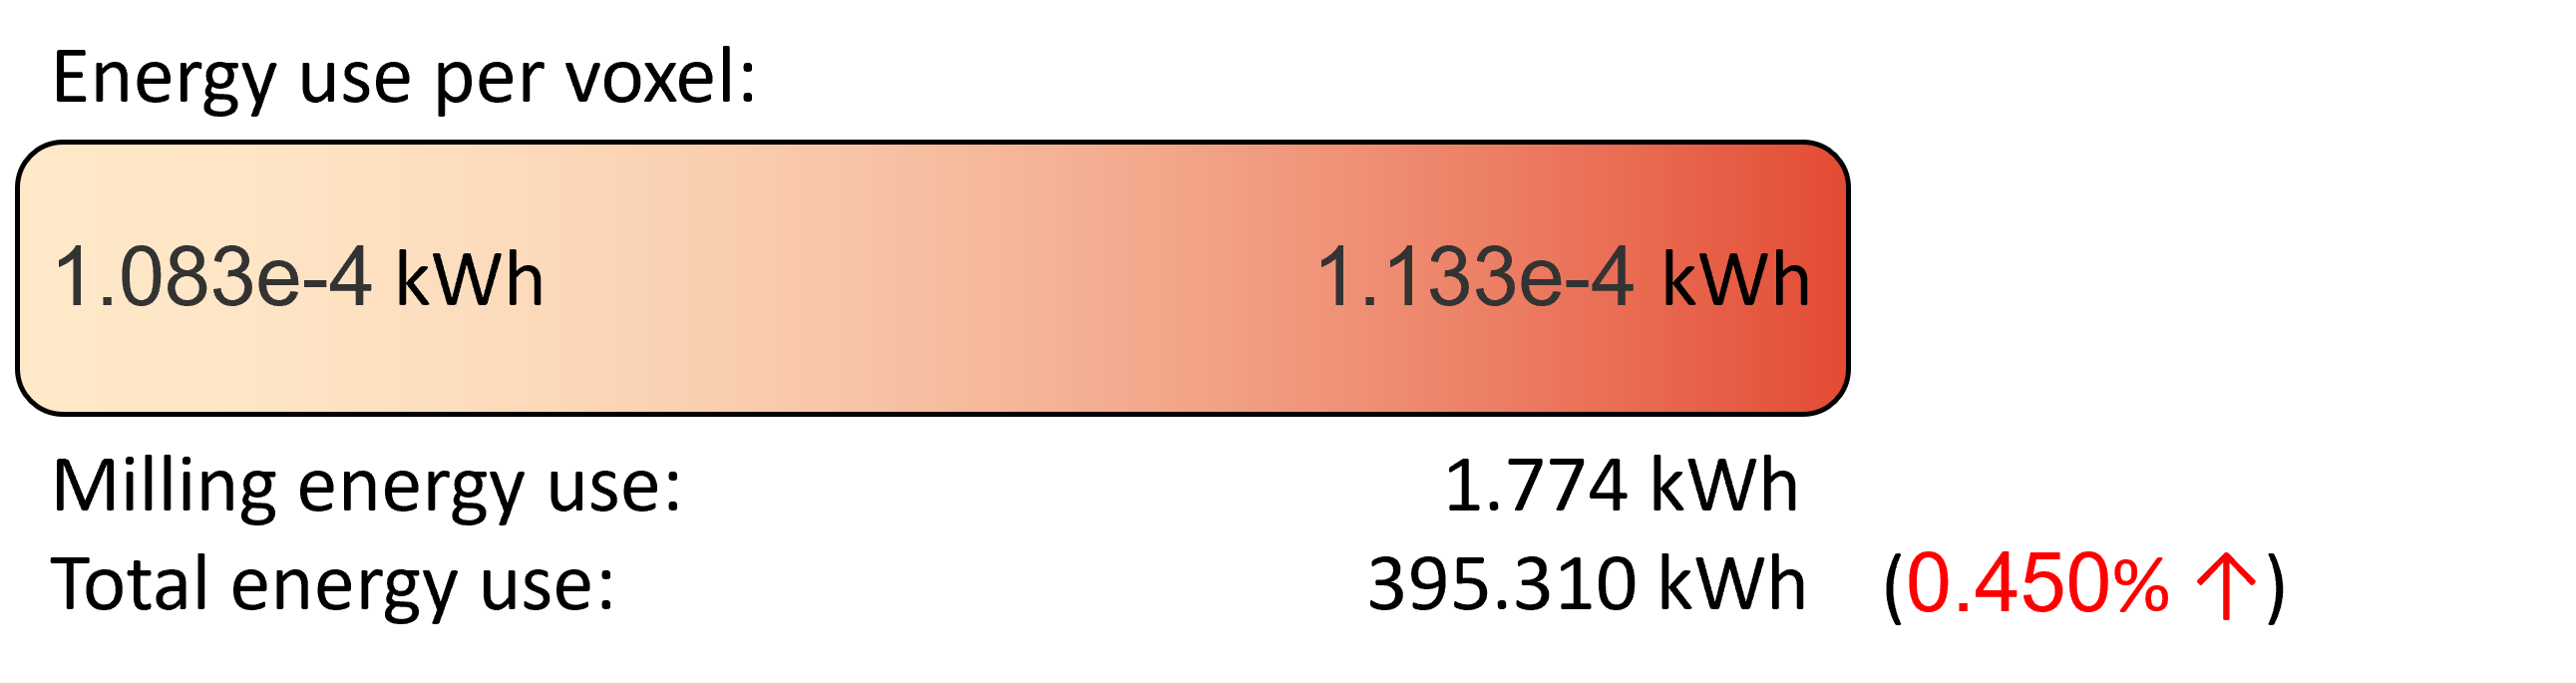 Energy use per voxel:
1.083e-4 kWh 1.133e-4 kWh
Milling energy use: 1.774 kWh
Total energy use: 395.310 kWh (0.450% ↑)